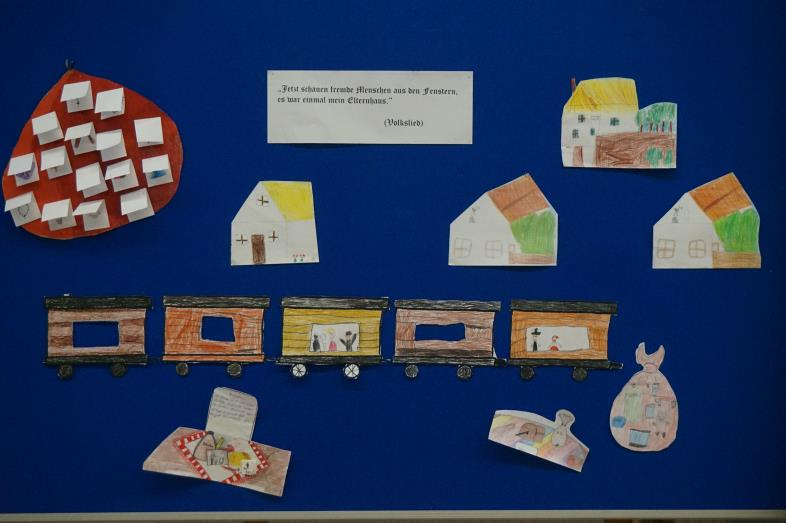 „Jetzt schauen fremde Menschen aus den Fenstern,
es war einmal mein Elternhaus.“
(Volkslied)